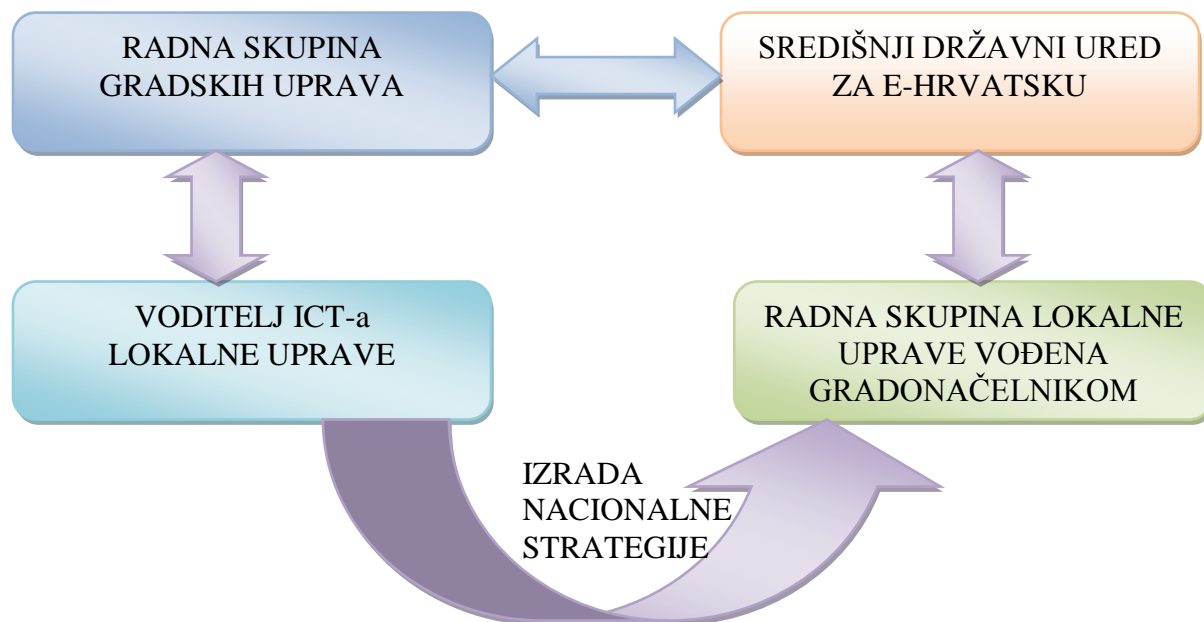 RADNA SKUPINA
GRADSKIH UPRAVA
SREDIŠNJI DRŽAVNI URED
ZA E-HRVATSKU
VODITELJ ICT-a
LOKALNE UPRAVE
RADNA SKUPINA LOKALNE
UPRAVE VOĐENA
GRADONAČELNIKOM
IZRADA
NACIONALNE
STRATEGIJE